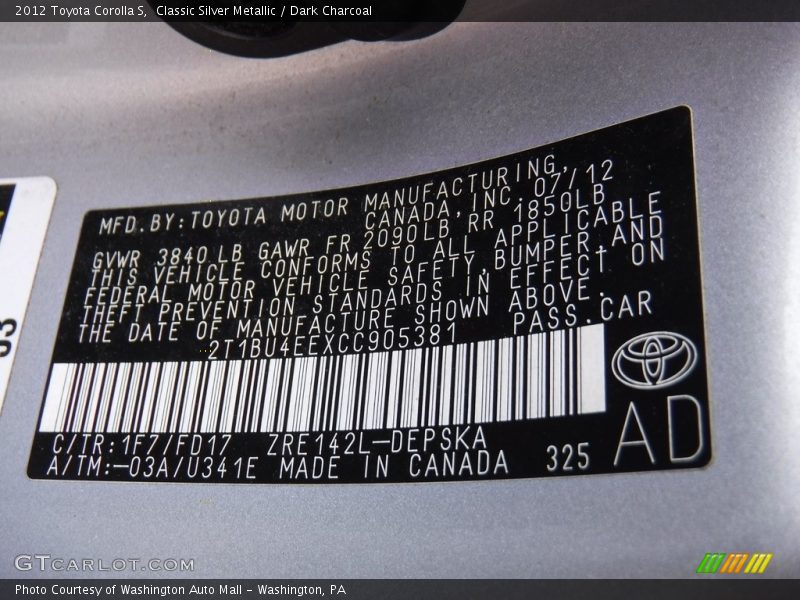 2012 Toyota Corolla S, Classic Silver Metallic / Dark Charcoal
MFD.BY:TOYOTA MOTOR MANUFACTURING,
CANADA,INC. 07/12
GVWR 3840LB GAWR FR 2090LB RR 1850LB
THIS VEHICLE CONFORMS TO ALL APPLICABLE
FEDERAL MOTOR VEHICLE SAFETY,BUMPER,AND
THEFT PREVENTION STANDARDS IN EFFECT ON
THE DATE OF MANUFACTURE SHOWN ABOVE.
2T1BU4EEXCC905381 PASS.CAR
C/TR:1F7/FD17 ZRE142L-DEPSKA
A/TM:-03A/U341E MADE IN CANADA 325
AD
03
GTCARLOT.COM
Photo Courtesy of Washington Auto Mall - Washington, PA